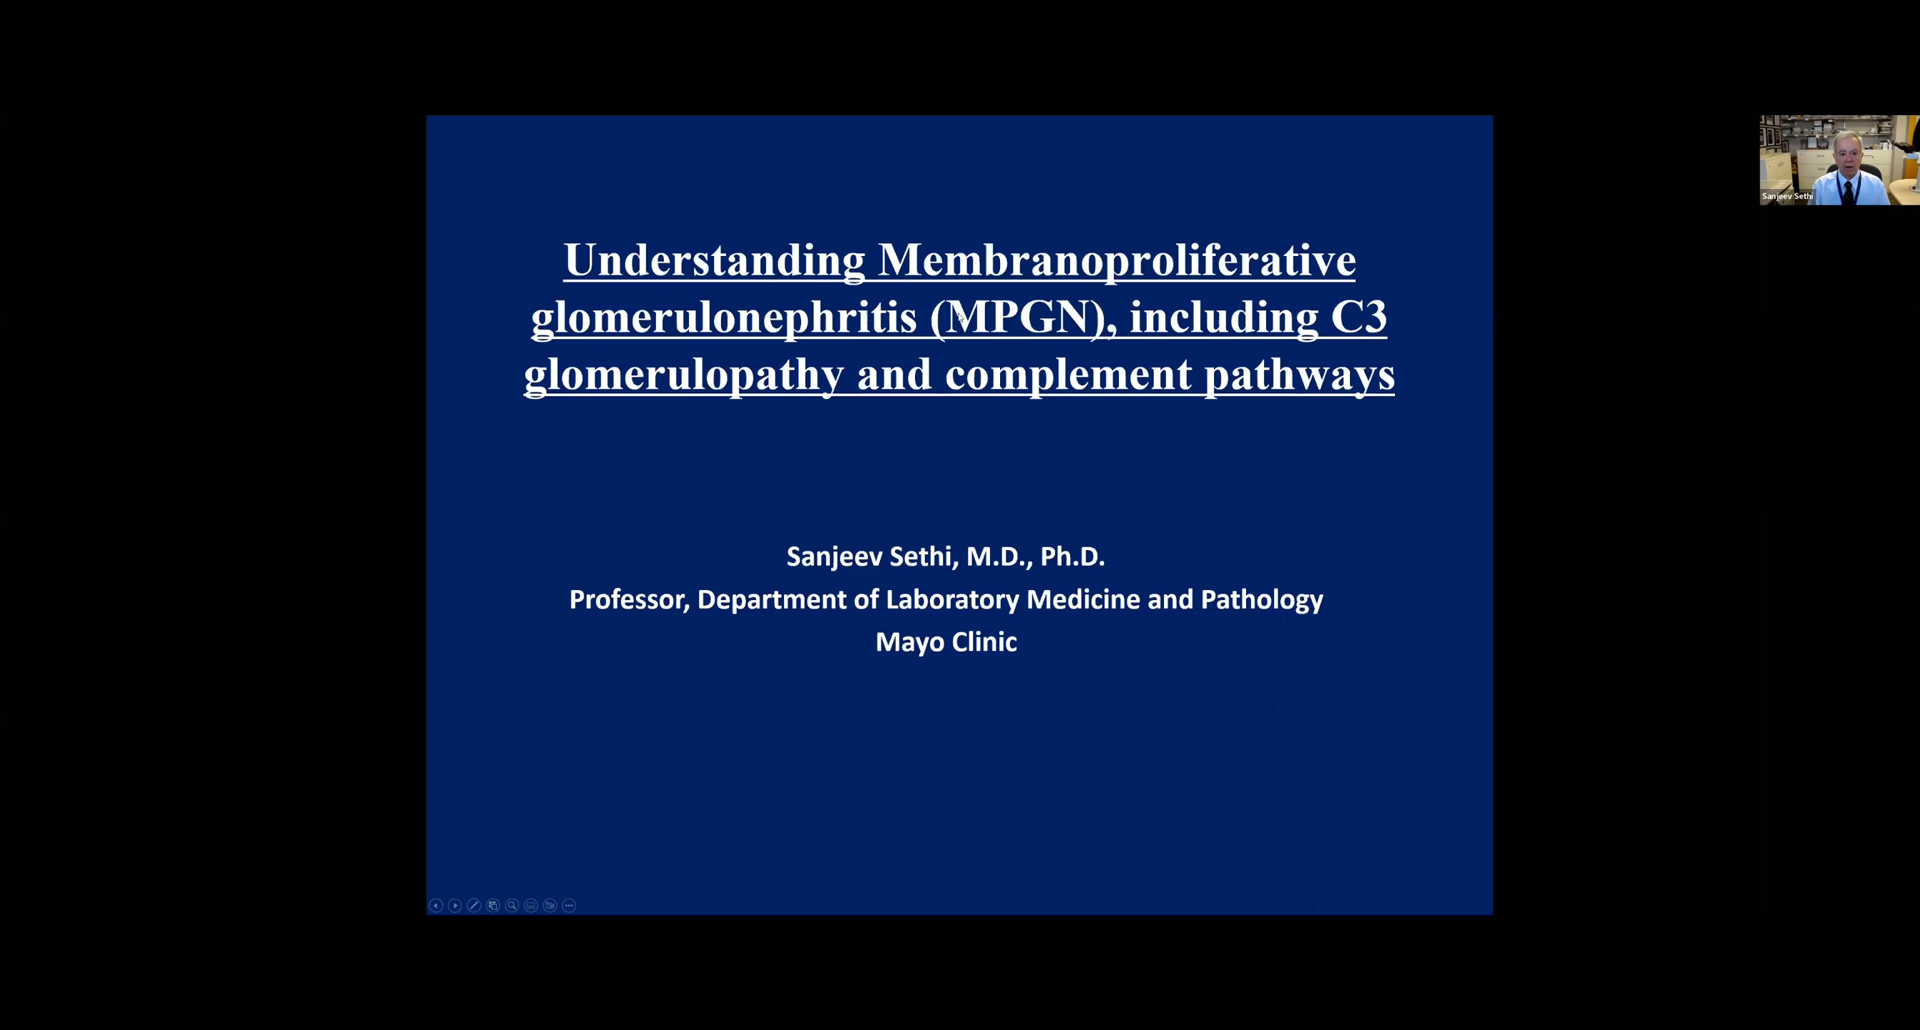 Understanding Membranoproliferative
glomerulonephritis (MPGN), including C3
glomerulopathy and complement pathways
Sanjeev Sethi, M.D., Ph.D.
Professor, Department of Laboratory Medicine and Pathology
Mayo Clinic
Sanjeev Sethi